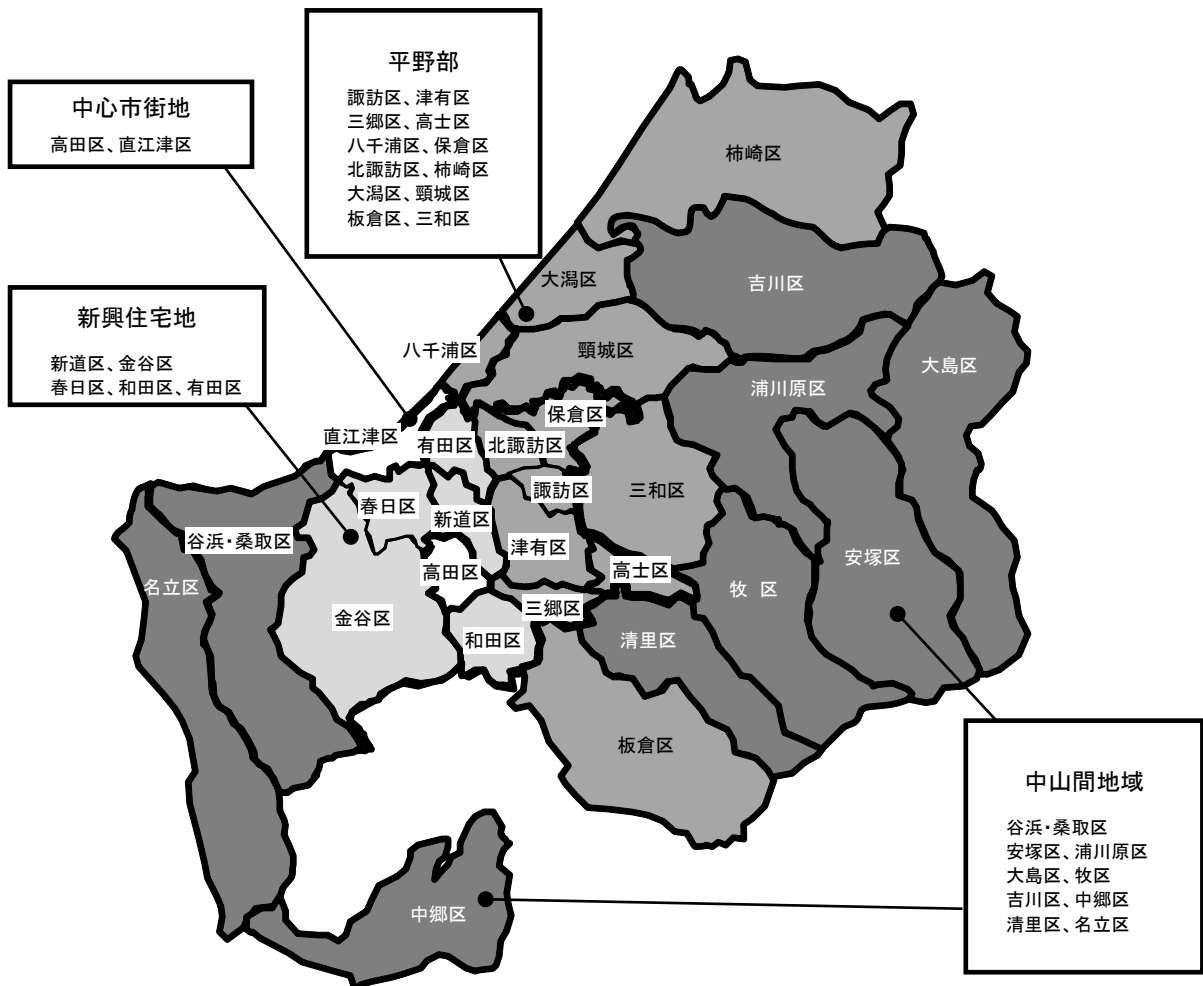 平野部
諏訪区、津有区
三郷区、高士区
八千浦区、保倉区
北諏訪区、柿崎区
大潟区、頸城区
板倉区、三和区
中心市街地
高田区、直江津区
新興住宅地
新道区、金谷区
春日区、和田区、有田区
柿崎区
大潟区
吉川区
八千浦区
頸城区
大島区
浦川原区
保倉区
直江津区
有田区
北諏訪区
諏訪区
三和区
春日区
新道区
谷浜・桑取区
津有区
安塚区
高田区
高士区
名立区
牧 区
三郷区
金谷区
和田区
清里区
板倉区
中郷区
中山間地域
谷浜・桑取区
安塚区、浦川原区
大島区、牧区
吉川区、中郷区
清里区、名立区